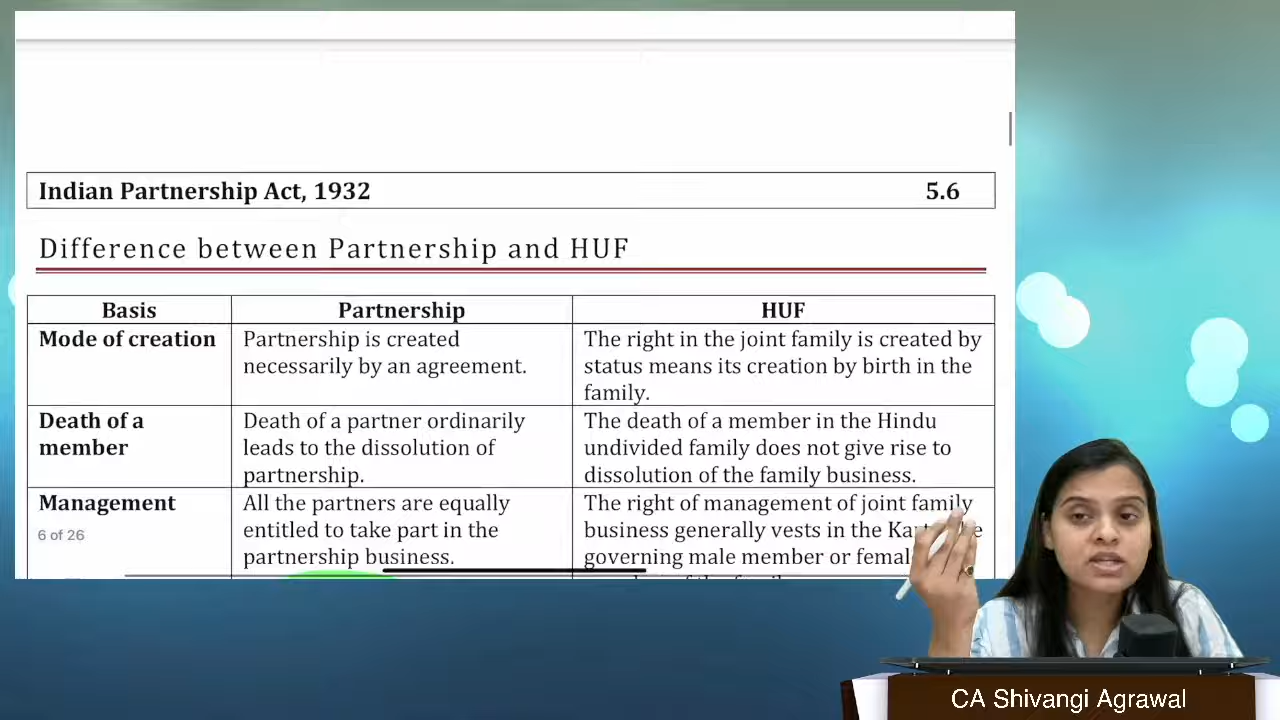 Indian Partnership Act, 1932 5.6
Difference between Partnership and HUF
Basis Partnership HUF
Mode of creation Partnership is created The right in the joint family is created by
necessarily by an agreement. status means its creation by birth in the
family.
Death of a Death of a partner ordinarily The death of a member in the Hindu
member leads to the dissolution of undivided family does not give rise to
partnership. dissolution of the family business.
Management All the partners are equally The right of management of joint family
6 of 26 entitled to take part in the business generally vests in the
partnership business. governing male member or
CA Shivangi Agrawal